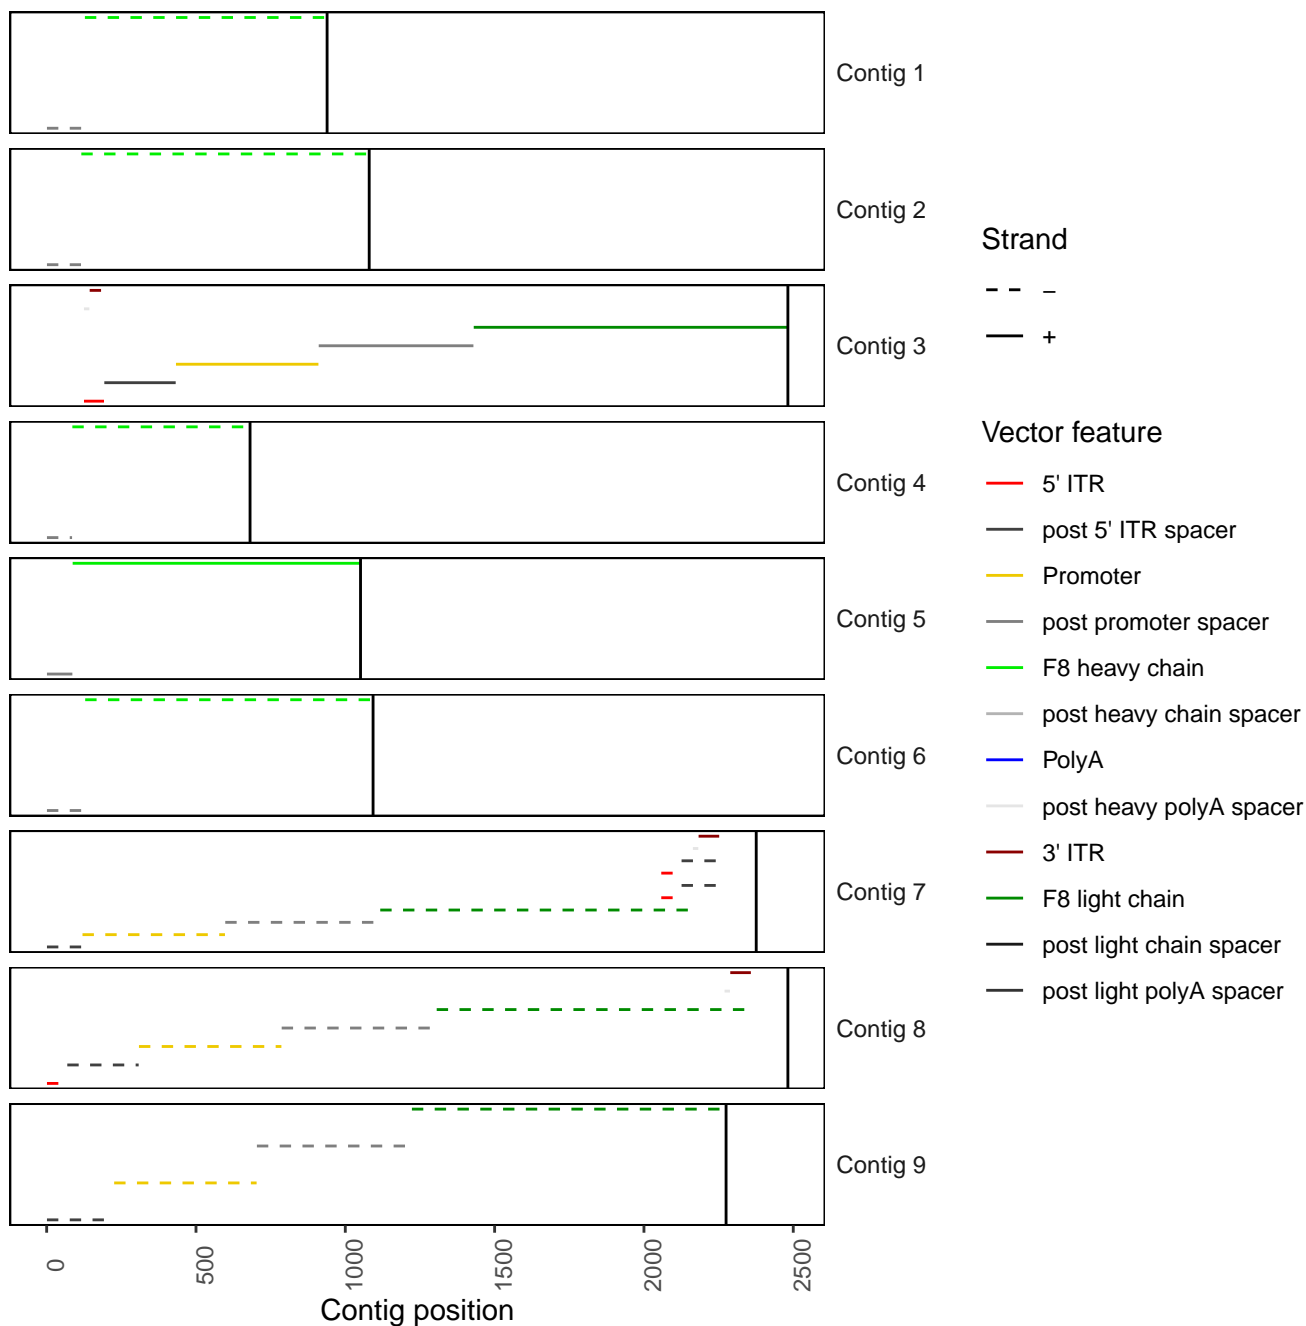 Contig 1
Contig 2
Contig 3
Contig 4
Contig 5
Contig 6
Contig 7
Contig 8
Contig 9
0
500
1000
1500
2000
2500
Contig position
Strand
−
+
Vector feature
5' ITR
post 5' ITR spacer
Promoter
post promoter spacer
F8 heavy chain
post heavy chain spacer
PolyA
post heavy polyA spacer
3' ITR
F8 light chain
post light chain spacer
post light polyA spacer